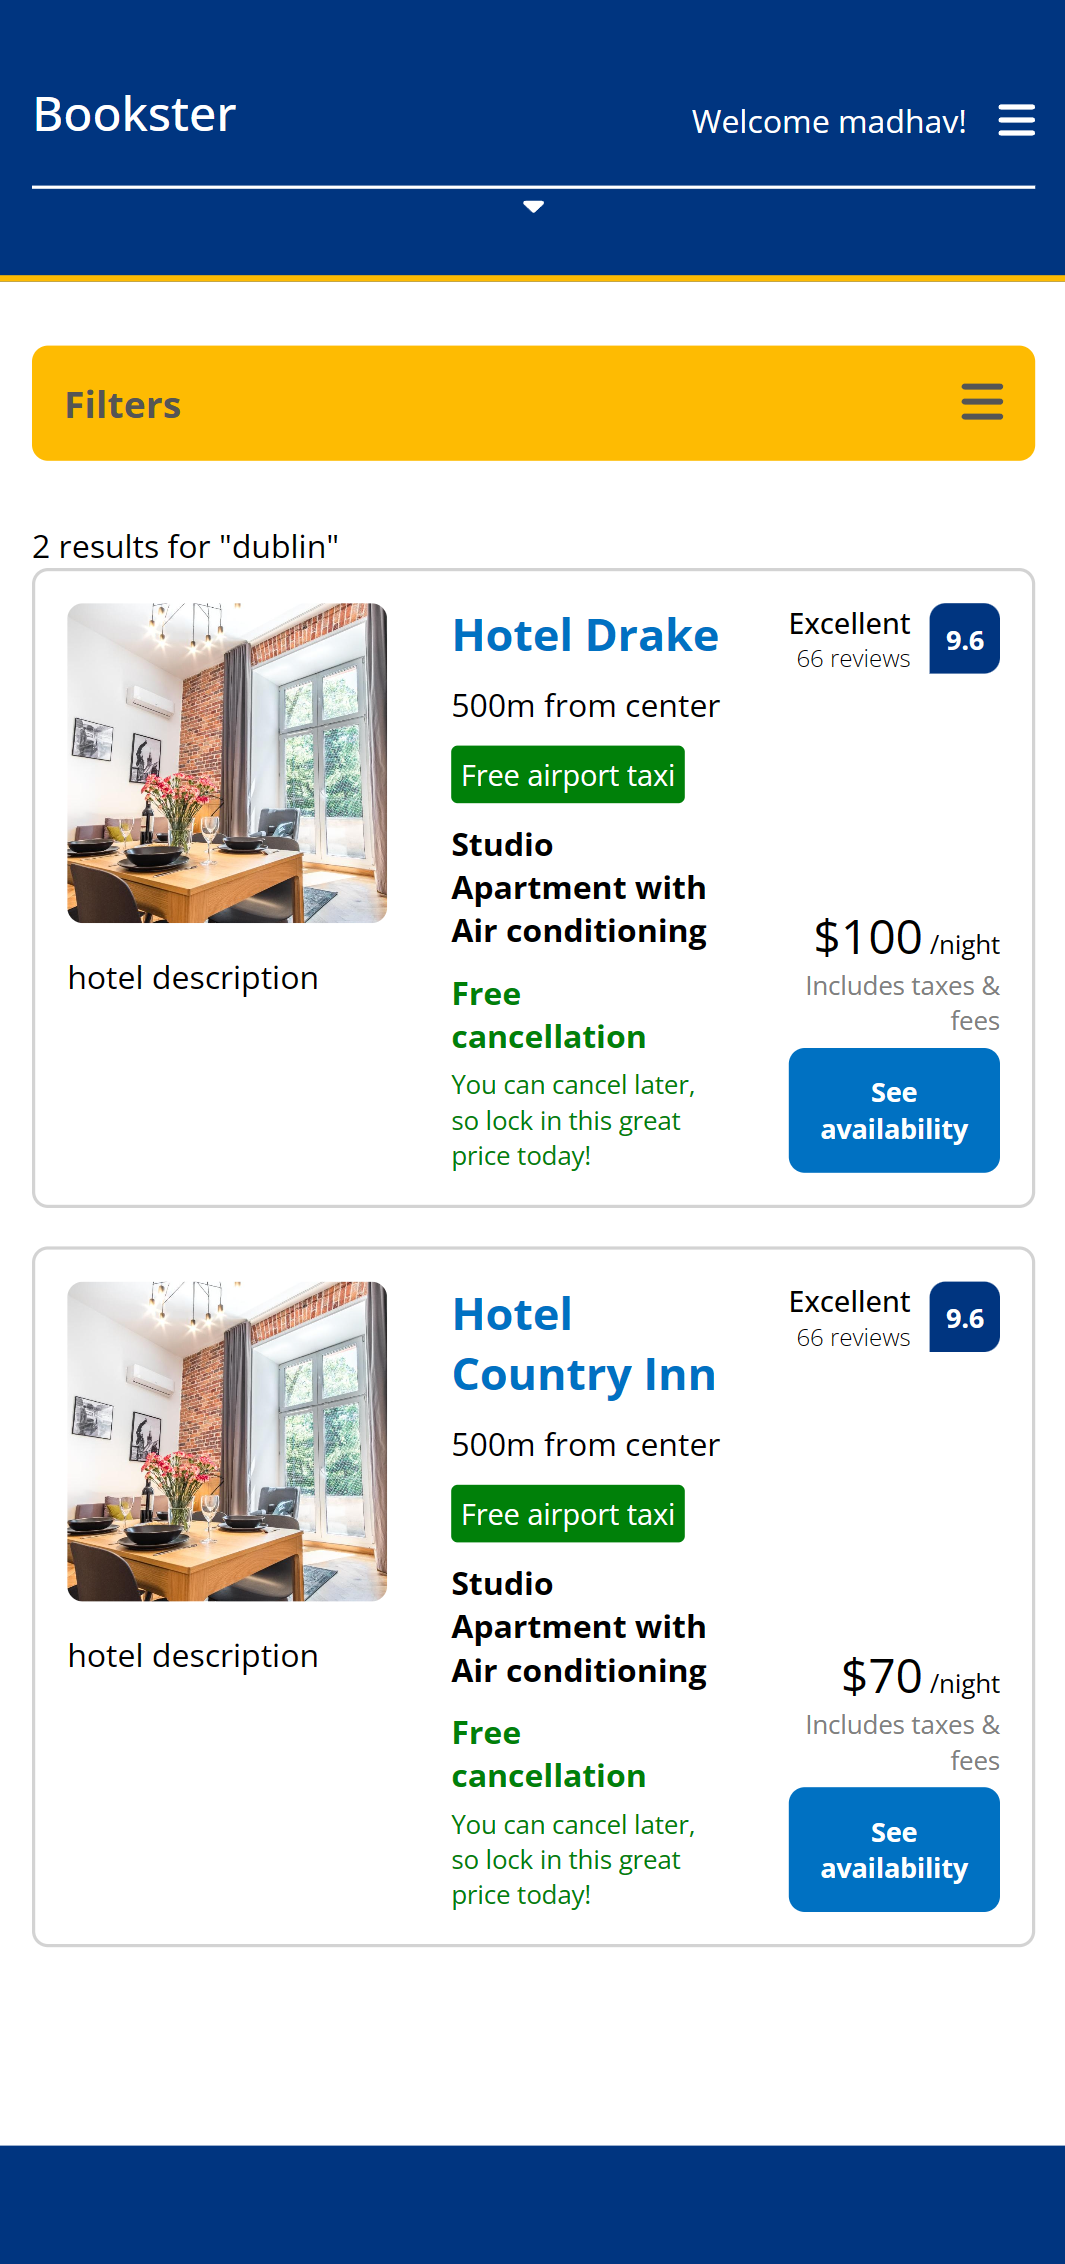 Bookster
Welcome madhav!
Filters
2 results for "dublin"
Hotel Drake
500m from center
Free airport taxi
Studio
Apartment with
Air conditioning
Free
cancellation
You can cancel later,
so lock in this great
price today!
Excellent
66 reviews
9.6
$100 /night
Includes taxes &
fees
See
availability
hotel description
Hotel
Country Inn
500m from center
Free airport taxi
Studio
Apartment with
Air conditioning
Free
cancellation
You can cancel later,
so lock in this great
price today!
Excellent
66 reviews
9.6
$70 /night
Includes taxes &
fees
See
availability
hotel description